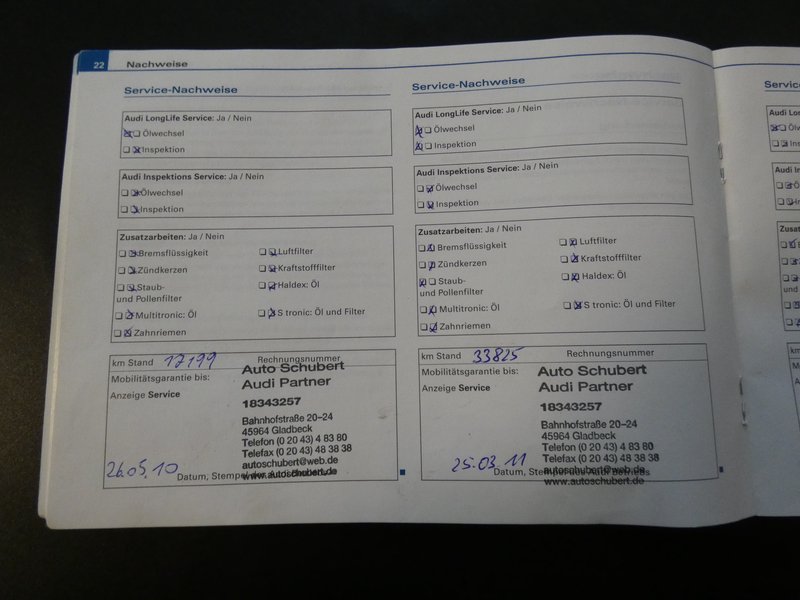 22 Nachweise
Service-Nachweise
Audi LongLife Service: Ja / Nein
Ölwechsel
Inspektion
Audi Inspektions Service: Ja / Nein
Ölwechsel
Inspektion
Zusatzarbeiten: Ja / Nein
Bremsflüssigkeit Luftfilter
Zündkerzen Kraftstofffilter
Staub- Haldex: Öl
und Pollenfilter
Multitronic: Öl S tronic: Öl und Filter
Zahnriemen
km Stand 17199 Rechnungsnummer
Mobilitätsgarantie bis:
Anzeige Service
Auto Schubert
Audi Partner
18343257
Bahnhofstraße 20–24
45964 Gladbeck
Telefon (0 20 43) 4 83 80
Telefax (0 20 43) 48 38 38
autoschubert@web.de
www.autoschubert.de
26.05.10
Datum, Stempel des Audi Betriebs
Service-Nachweise
Audi LongLife Service: Ja / Nein
Ölwechsel
Inspektion
Audi Inspektions Service: Ja / Nein
Ölwechsel
Inspektion
Zusatzarbeiten: Ja / Nein
Bremsflüssigkeit Luftfilter
Zündkerzen Kraftstofffilter
Staub- Haldex: Öl
und Pollenfilter
Multitronic: Öl S tronic: Öl und Filter
Zahnriemen
km Stand 33825 Rechnungsnummer
Mobilitätsgarantie bis:
Anzeige Service
Auto Schubert
Audi Partner
18343257
Bahnhofstraße 20–24
45964 Gladbeck
Telefon (0 20 43) 4 83 80
Telefax (0 20 43) 48 38 38
autoschubert@web.de
www.autoschubert.de
25.03.11
Datum, Stempel des Audi Betriebs